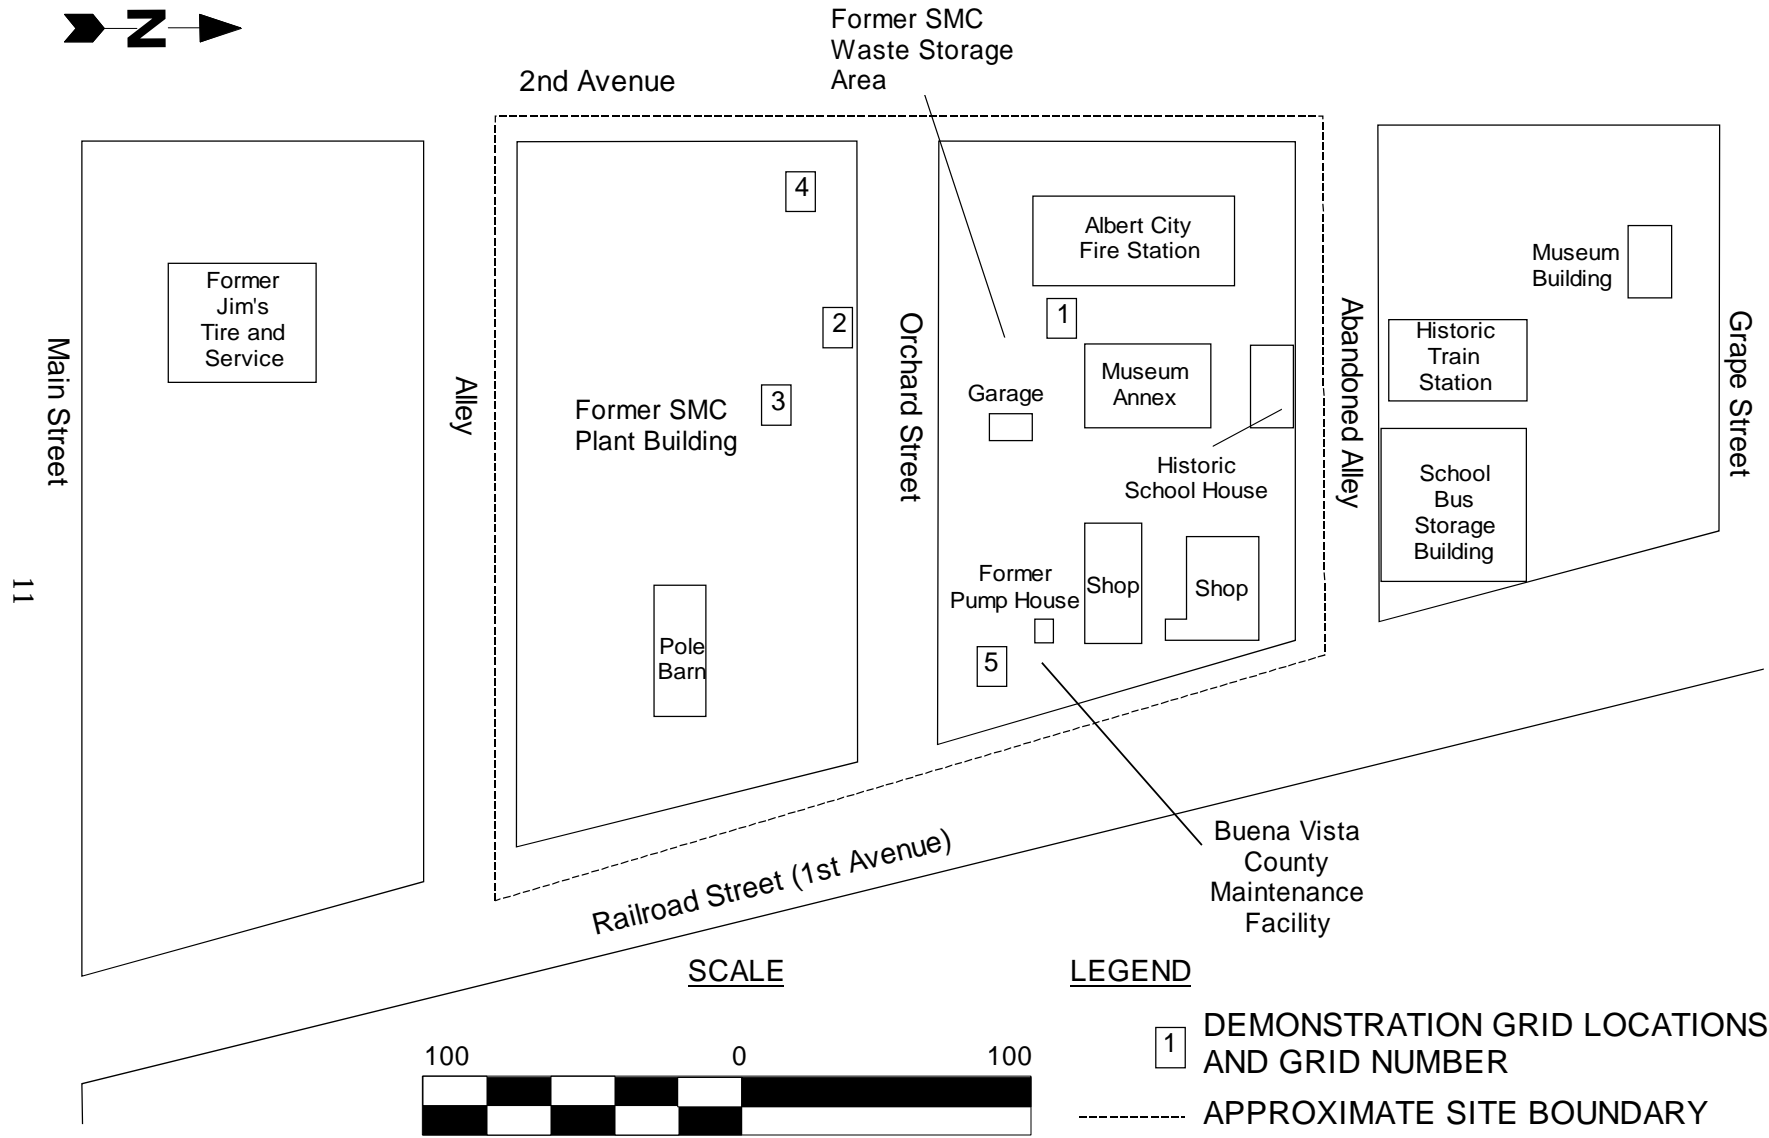 N
Former SMC
Waste Storage
Area
2nd Avenue
4
Albert City
Fire Station
Museum
Building
Former
Jim's
Tire and
Service
1
2
Historic
Train
Station
Main Street
Alley
3
Former SMC
Plant Building
Orchard Street
Garage
Museum
Annex
Abandoned Alley
Grape Street
Historic
School House
School
Bus
Storage
Building
11
Former
Pump House
Shop
Shop
Pole
Barn
5
Railroad Street (1st Avenue)
Buena Vista
County
Maintenance
Facility
SCALE
100 0 100
LEGEND
1 DEMONSTRATION GRID LOCATIONS
AND GRID NUMBER
APPROXIMATE SITE BOUNDARY